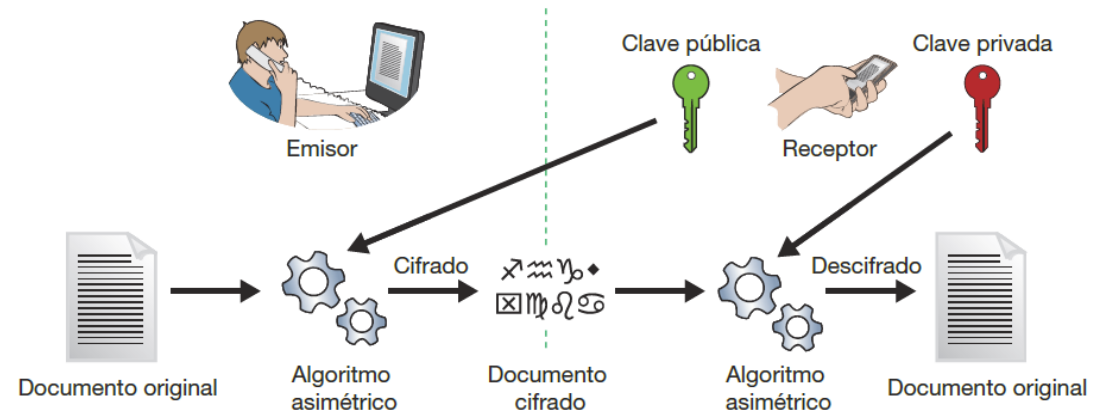 Clave pública
Clave privada
Emisor
Receptor
Cifrado
Descifrado
Documento original
Algoritmo
asimétrico
Documento
cifrado
Algoritmo
asimétrico
Documento original